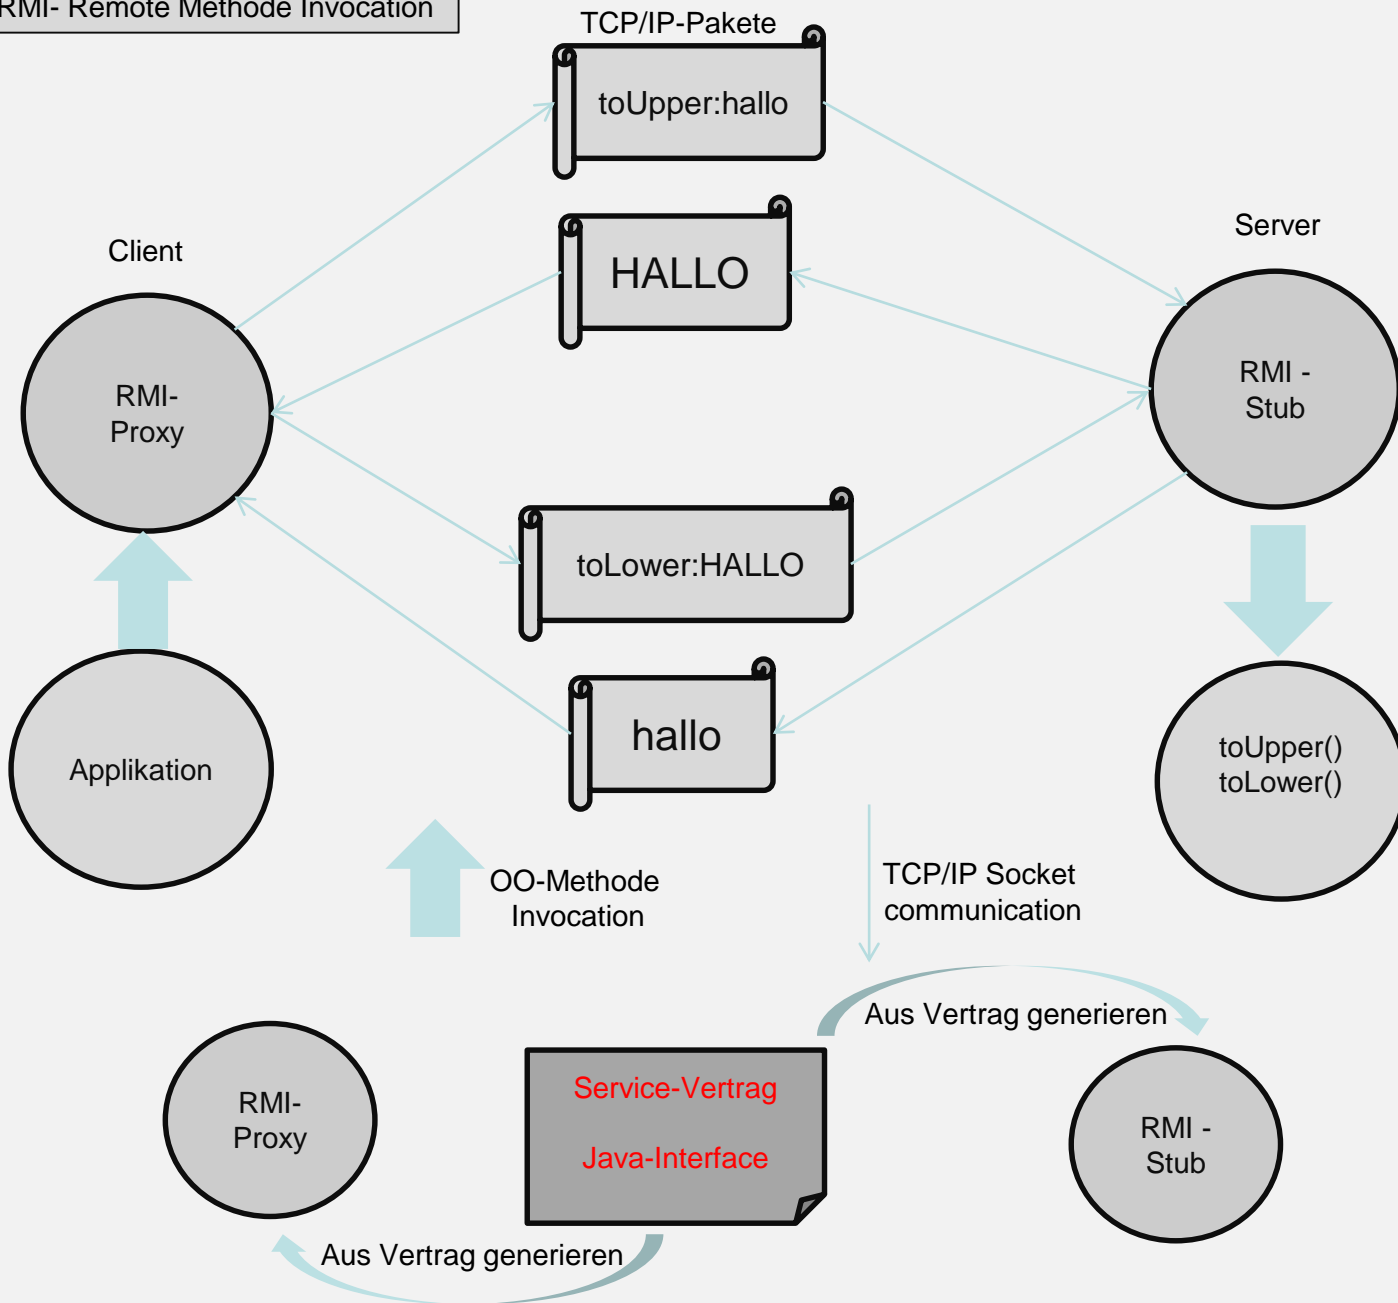 RMI- Remote Methode Invocation
TCP/IP-Pakete
toUpper:hallo
Client
Server
HALLO
RMI-
Proxy
RMI -
Stub
toLower:HALLO
hallo
Applikation
toUpper()
toLower()
OO-Methode
Invocation
TCP/IP Socket
communication
Aus Vertrag generieren
RMI-
Proxy
Service-Vertrag
Java-Interface
RMI -
Stub
Aus Vertrag generieren